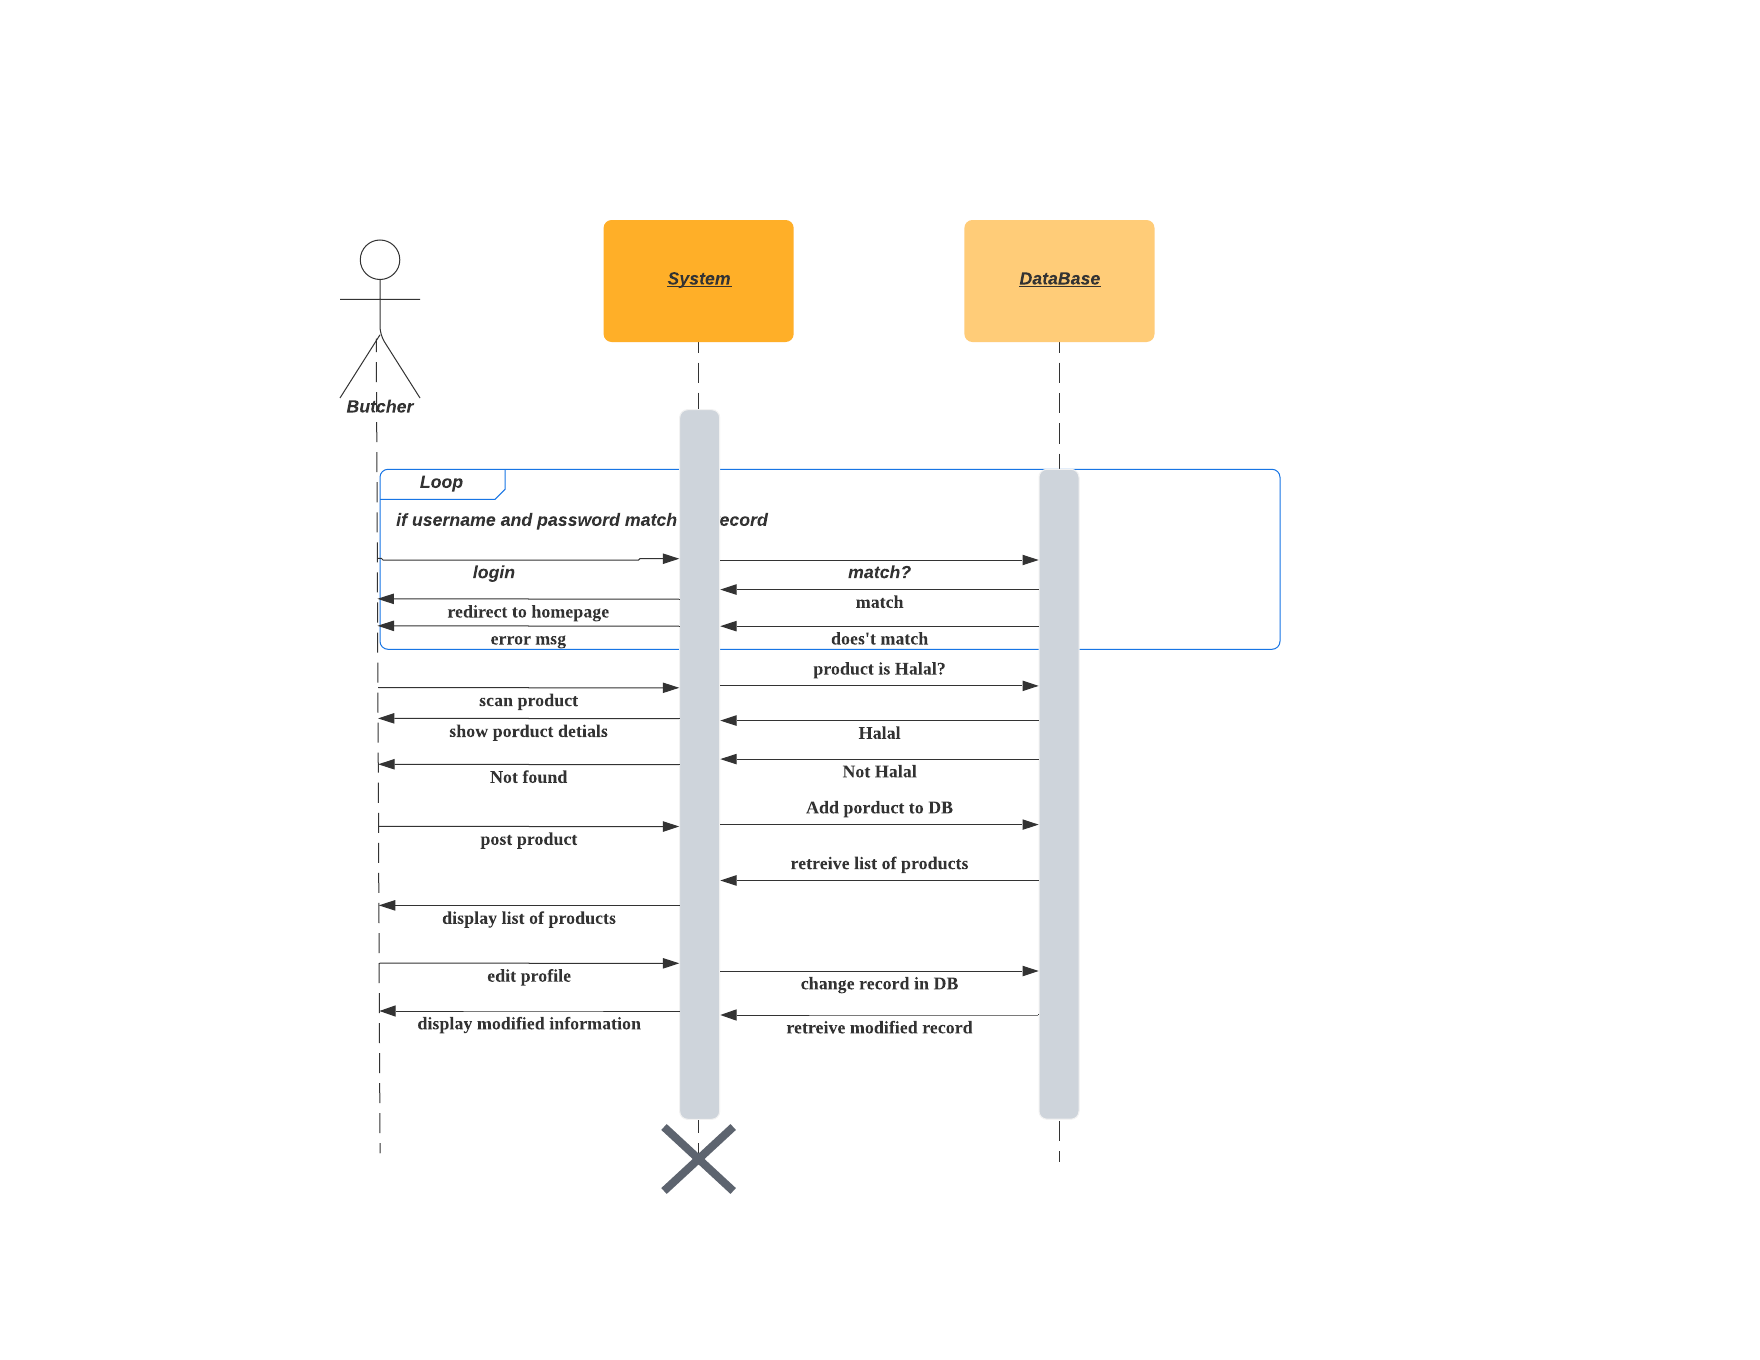 System
DataBase
Butcher
Loop
if username and password match ecord
login
match?
match
redirect to homepage
error msg
does't match
product is Halal?
scan product
show porduct detials
Halal
Not found
Not Halal
Add porduct to DB
post product
retreive list of products
display list of products
edit profile
change record in DB
display modified information
retreive modified record